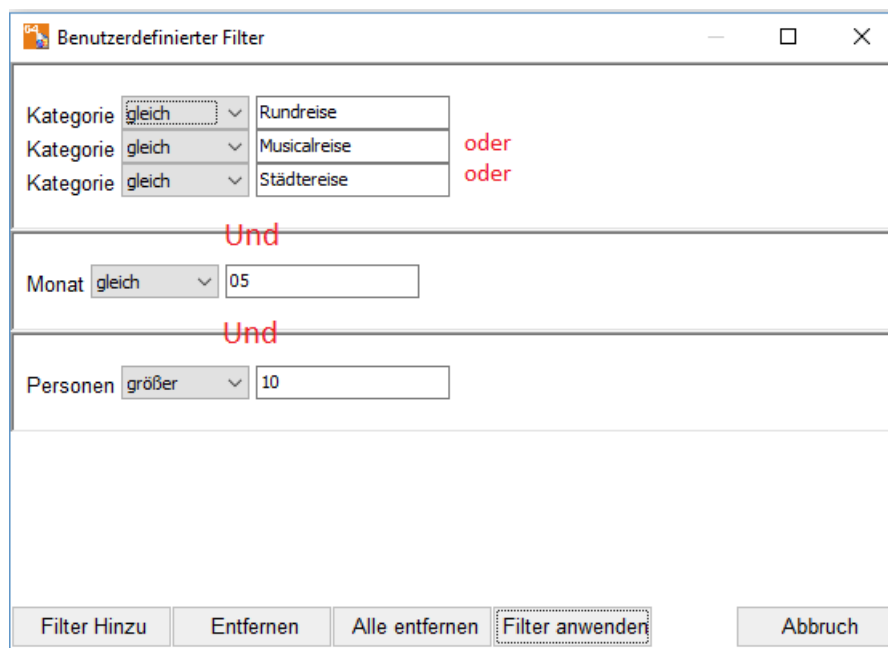 64
Benutzerdefinierter Filter
Kategorie gleich Rundreise
Kategorie gleich Musicalreise oder
Kategorie gleich Städtereise oder
Und
Monat gleich 05
Und
Personen größer 10
Filter Hinzu Entfernen Alle entfernen Filter anwenden Abbruch